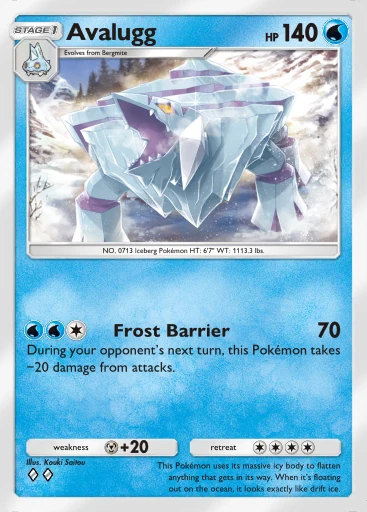 STAGE 1
Avalugg
HP 140
Evolves from Bergmite
NO. 0713 Iceberg Pokémon HT: 6'7" WT: 1113.3 lbs.
Frost Barrier 70
During your opponent's next turn, this Pokémon takes
−20 damage from attacks.
weakness +20 retreat
Illus. Kouki Saitou
This Pokémon uses its massive icy body to flatten
anything that gets in its way. When it's floating
out on the ocean, it looks exactly like drift ice.